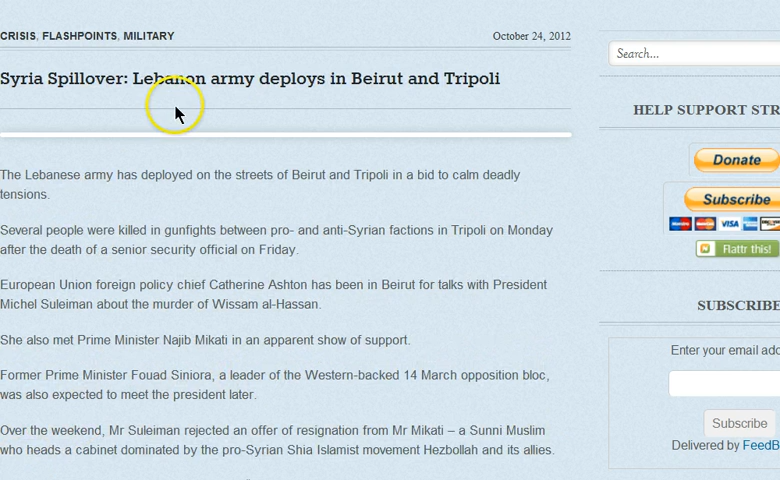 CRISIS, FLASHPOINTS, MILITARY
October 24, 2012
Syria Spillover: Lebanon army deploys in Beirut and Tripoli
The Lebanese army has deployed on the streets of Beirut and Tripoli in a bid to calm deadly
tensions.
Several people were killed in gunfights between pro- and anti-Syrian factions in Tripoli on Monday
after the death of a senior security official on Friday.
European Union foreign policy chief Catherine Ashton has been in Beirut for talks with President
Michel Suleiman about the murder of Wissam al-Hassan.
She also met Prime Minister Najib Mikati in an apparent show of support.
Former Prime Minister Fouad Siniora, a leader of the Western-backed 14 March opposition bloc,
was also expected to meet the president later.
Over the weekend, Mr Suleiman rejected an offer of resignation from Mr Mikati – a Sunni Muslim
who heads a cabinet dominated by the pro-Syrian Shia Islamist movement Hezbollah and its allies.
Search...
HELP SUPPORT STR
Donate
Subscribe
VISA
Flattr this!
SUBSCRIBE
Enter your email add
Subscribe
Delivered by FeedB